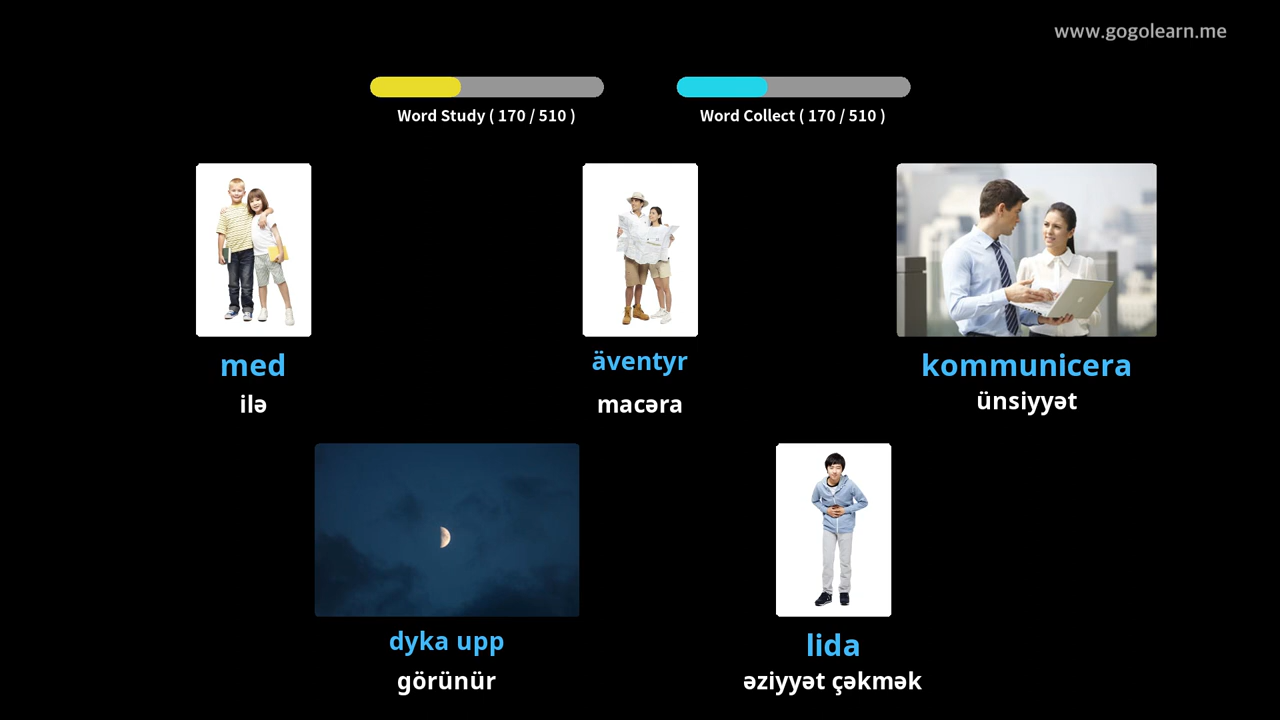 www.gogolearn.me
Word Study ( 170 / 510 )
Word Collect ( 170 / 510 )
med
ilə
äventyr
macəra
kommunicera
ünsiyyət
dyka upp
görünür
lida
əziyyət çəkmək